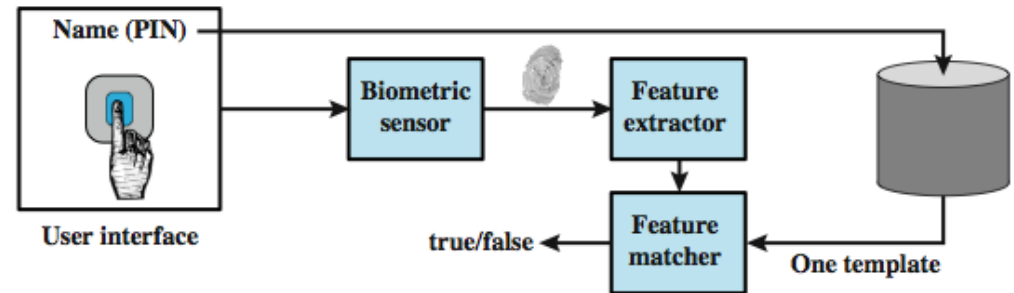 Name (PIN)
Biometric
sensor
Feature
extractor
User interface
true/false
Feature
matcher
One template